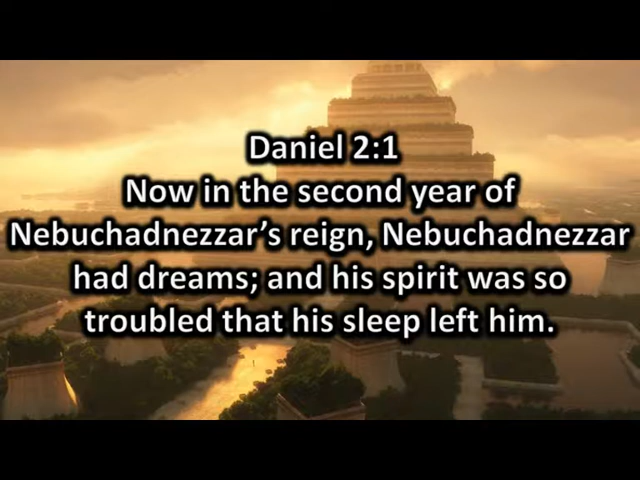 Daniel 2:1
Now in the second year of
Nebuchadnezzar’s reign, Nebuchadnezzar
had dreams; and his spirit was so
troubled that his sleep left him.